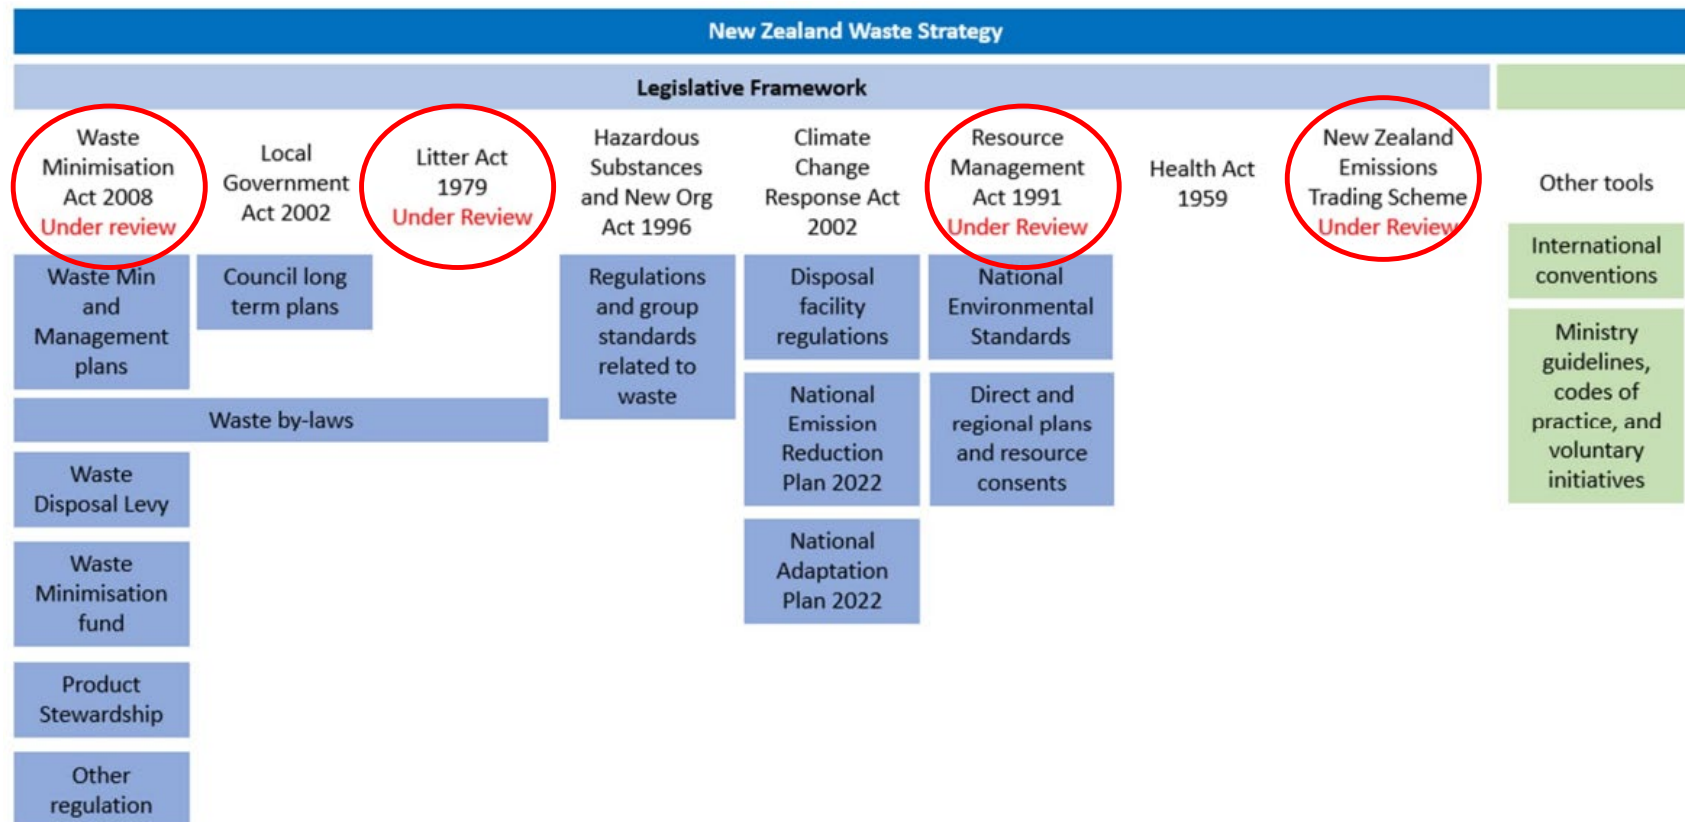 New Zealand Waste Strategy
Legislative Framework
Waste
Minimisation
Act 2008
Under review
Local
Government
Act 2002
Litter Act
1979
Under Review
Hazardous
Substances
and New Org
Act 1996
Climate
Change
Response Act
2002
Resource
Management
Act 1991
Under Review
Health Act
1959
New Zealand
Emissions
Trading Scheme
Under Review
Other tools
Waste Min
and
Management
plans
Council long
term plans
Regulations
and group
standards
related to
waste
Disposal
facility
regulations
National
Environmental
Standards
International
conventions
Waste by-laws
National
Emission
Reduction
Plan 2022
Direct and
regional plans
and resource
consents
Ministry
guidelines,
codes of
practice, and
voluntary
initiatives
Waste
Disposal Levy
National
Adaptation
Plan 2022
Waste
Minimisation
fund
Product
Stewardship
Other
regulation